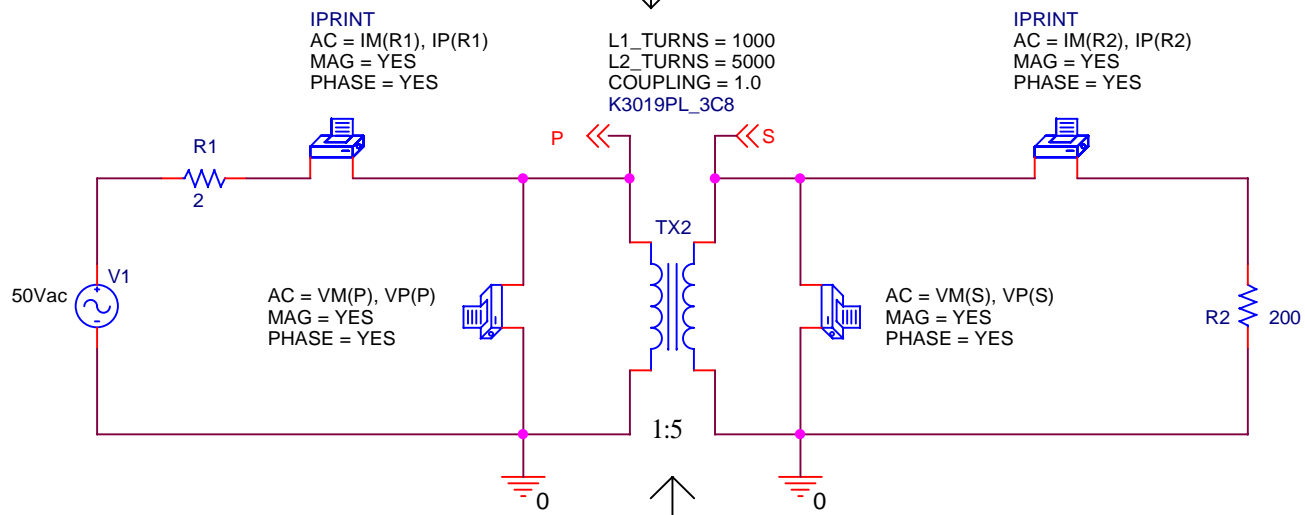 IPRINT
AC = IM(R1), IP(R1)
MAG = YES
PHASE = YES
L1_TURNS = 1000
L2_TURNS = 5000
COUPLING = 1.0
K3019PL_3C8
IPRINT
AC = IM(R2), IP(R2)
MAG = YES
PHASE = YES
P
S
R1
2
TX2
V1
50Vac
+
-
AC = VM(P), VP(P)
MAG = YES
PHASE = YES
AC = VM(S), VP(S)
MAG = YES
PHASE = YES
R2
200
1:5
0
0